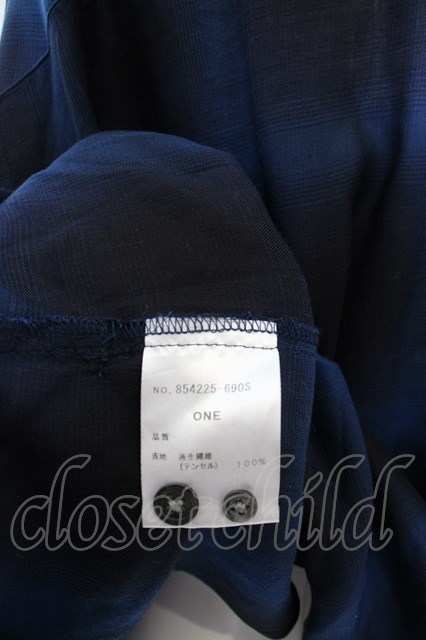 NO, 854225-690S
ONE
品質
表地 再生繊維 100%
(テンセル)
closet child